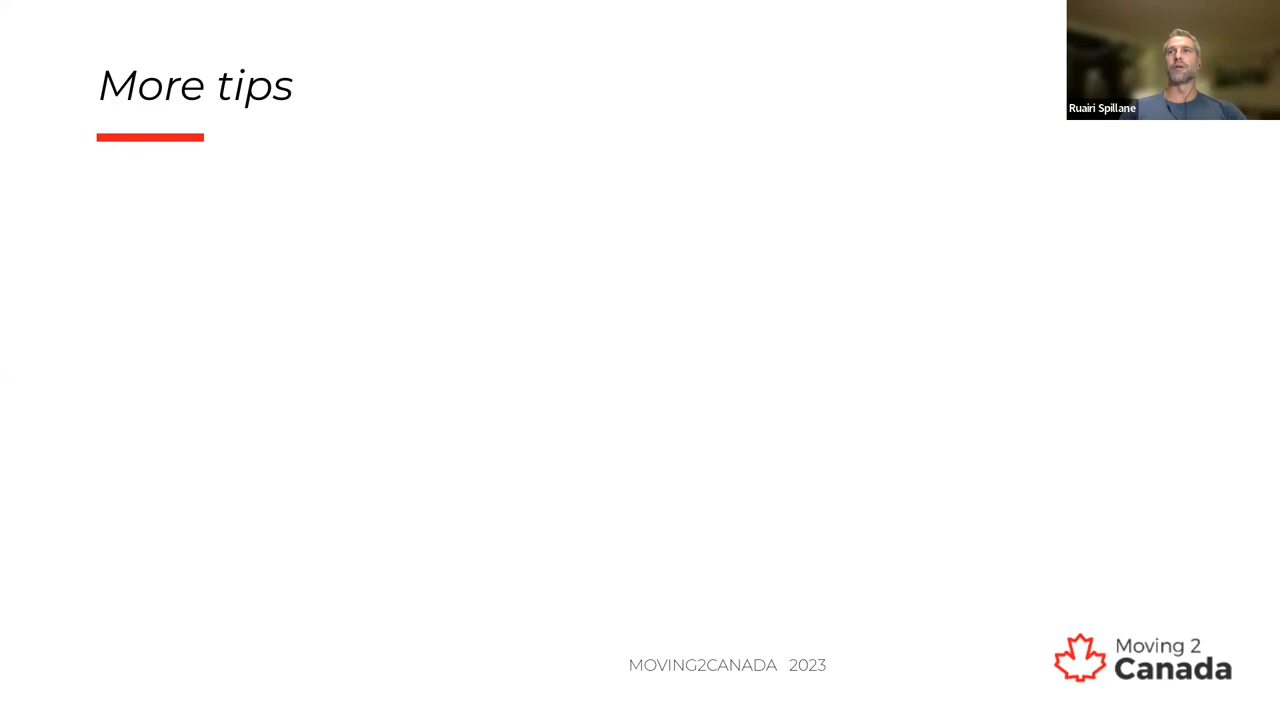 More tips
Ruairi Spillane
MOVING2CANADA 2023
Moving 2
Canada